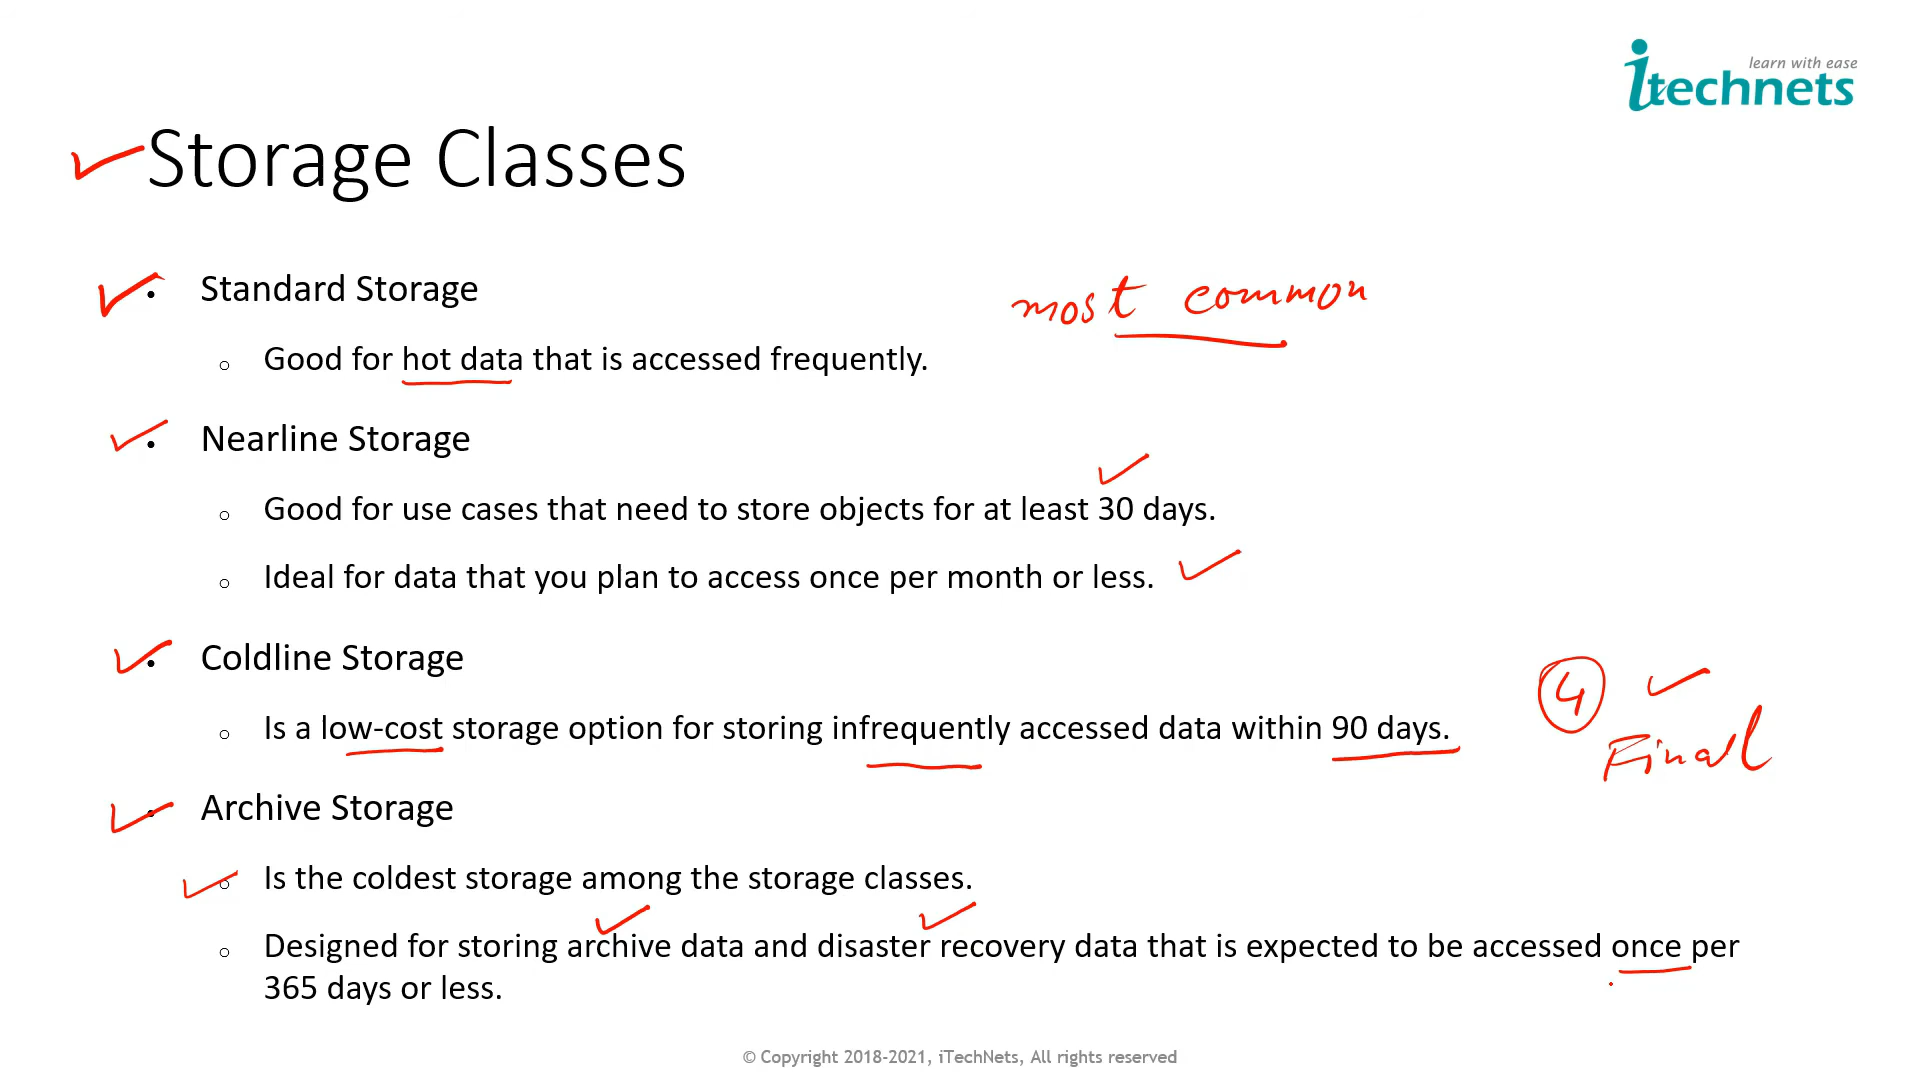 learn with ease
itechnets
Storage Classes
• Standard Storage
most common
○ Good for hot data that is accessed frequently.
• Nearline Storage
○ Good for use cases that need to store objects for at least 30 days.
○ Ideal for data that you plan to access once per month or less.
• Coldline Storage
4
○ Is a low-cost storage option for storing infrequently accessed data within 90 days.
Final
• Archive Storage
○ Is the coldest storage among the storage classes.
○ Designed for storing archive data and disaster recovery data that is expected to be accessed once per
365 days or less.
© Copyright 2018-2021, iTechNets, All rights reserved